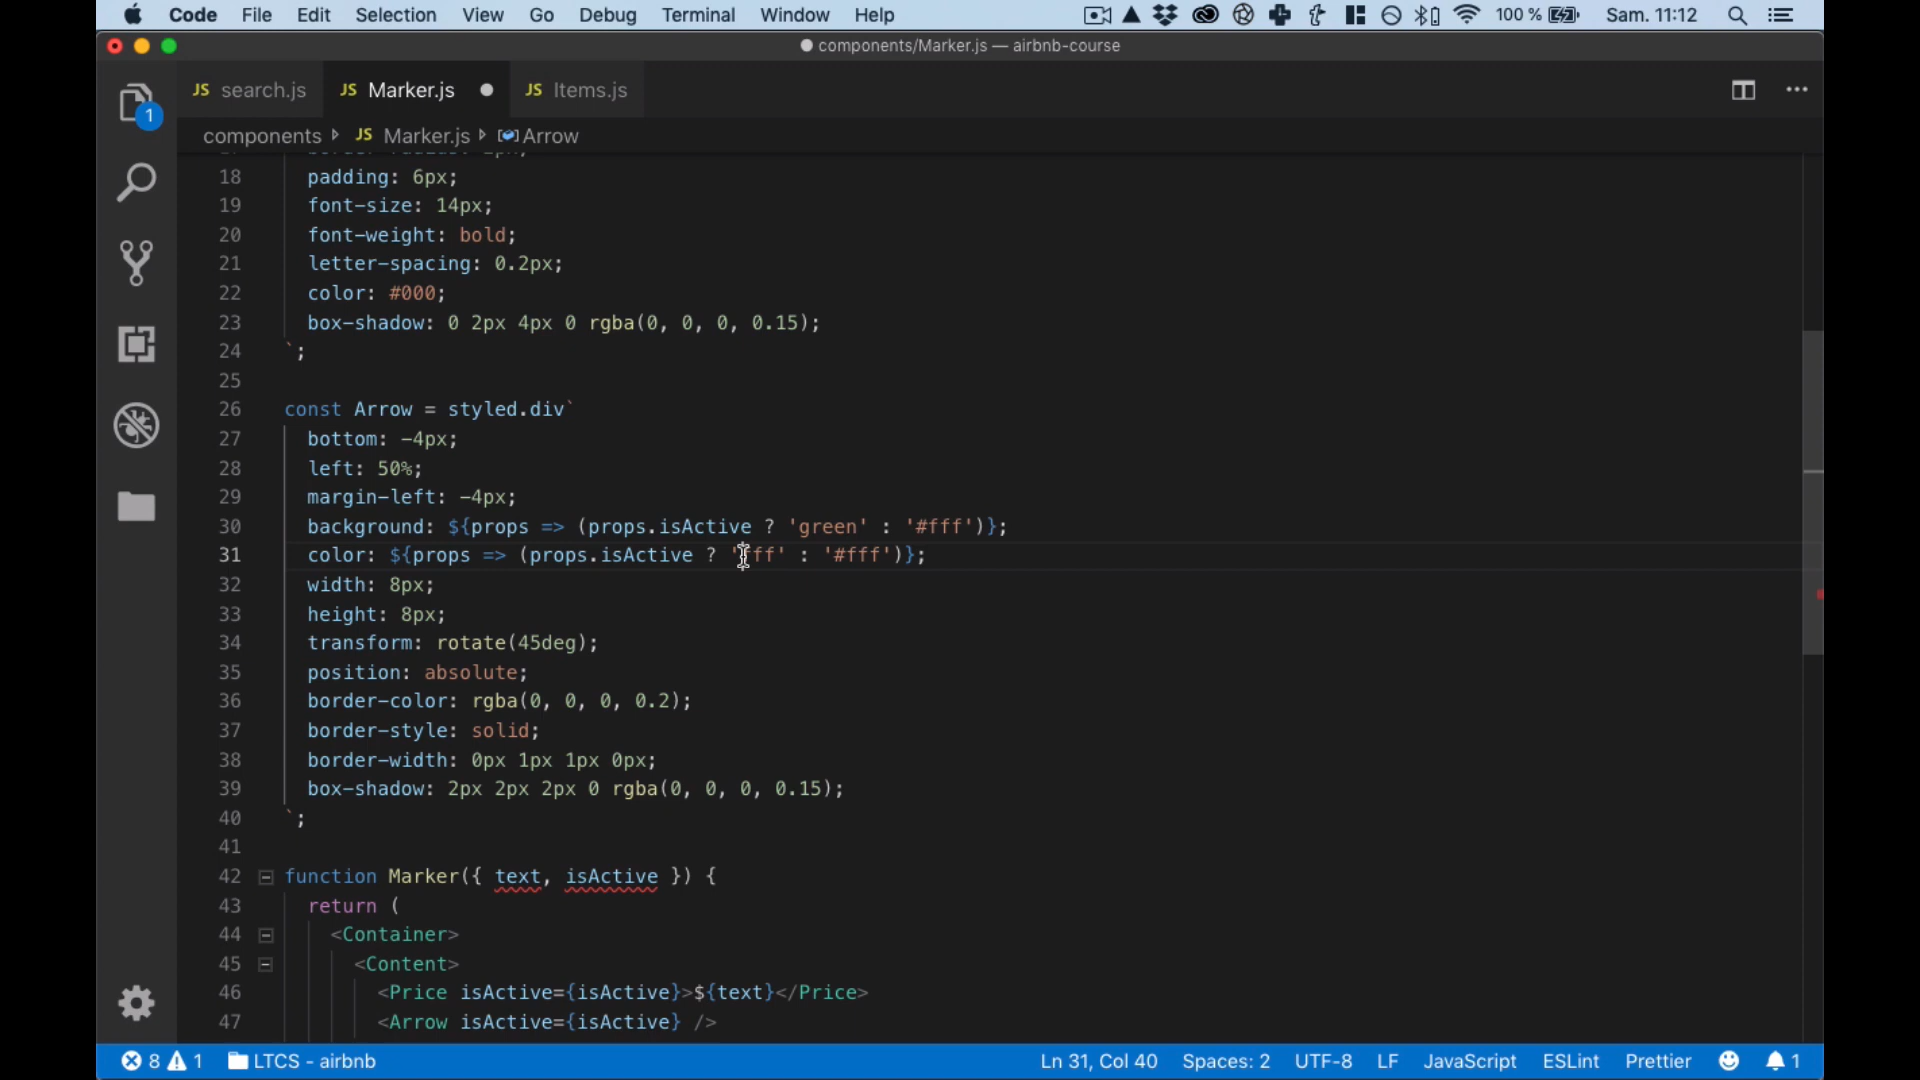 Code File Edit Selection View Go Debug Terminal Window Help 100 % Sam. 11:12
components/Marker.js — airbnb-course
JS search.js JS Marker.js JS Items.js
1
components JS Marker.js Arrow
18 padding: 6px;
19 font-size: 14px;
20 font-weight: bold;
21 letter-spacing: 0.2px;
22 color: #000;
23 box-shadow: 0 2px 4px 0 rgba(0, 0, 0, 0.15);
24 `;
25
26 const Arrow = styled.div`
27 bottom: -4px;
28 left: 50%;
29 margin-left: -4px;
30 background: ${props => (props.isActive ? 'green' : '#fff')};
31 color: ${props => (props.isActive ? : '#fff')};
32 width: 8px;
33 height: 8px;
34 transform: rotate(45deg);
35 position: absolute;
36 border-color: rgba(0, 0, 0, 0.2);
37 border-style: solid;
38 border-width: 0px 1px 1px 0px;
39 box-shadow: 2px 2px 2px 0 rgba(0, 0, 0, 0.15);
40 `;
41
42 function Marker({ text, isActive }) {
43 return (
44 <Container>
45 <Content>
46 <Price isActive={isActive}>${text}</Price>
47 <Arrow isActive={isActive} />
8 1 LTCS - airbnb Ln 31, Col 40 Spaces: 2 UTF-8 LF JavaScript ESLint Prettier 1